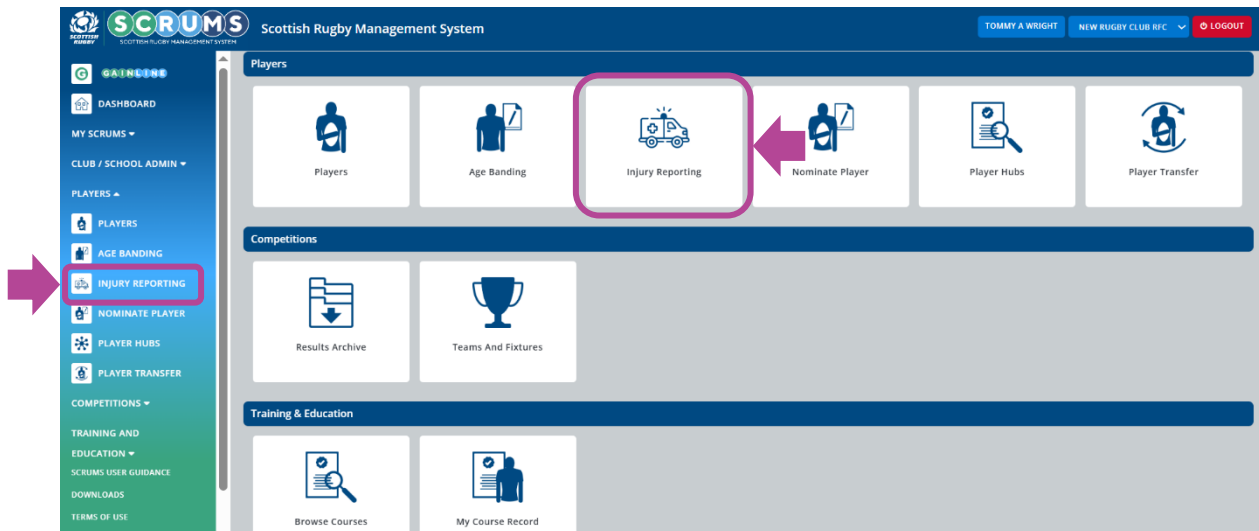 SCOTTISH
RUGBY
SCRUMS
SCOTTISH RUGBY MANAGEMENT SYSTEM
Scottish Rugby Management System
TOMMY A WRIGHT
NEW RUGBY CLUB RFC
LOGOUT
G GAINLINE
DASHBOARD
MY SCRUMS
CLUB / SCHOOL ADMIN
PLAYERS
PLAYERS
AGE BANDING
INJURY REPORTING
NOMINATE PLAYER
PLAYER HUBS
PLAYER TRANSFER
COMPETITIONS
TRAINING AND
EDUCATION
SCRUMS USER GUIDANCE
DOWNLOADS
TERMS OF USE
Players
Players
Age Banding
Injury Reporting
Nominate Player
Player Hubs
Player Transfer
Competitions
Results Archive
Teams And Fixtures
Training & Education
Browse Courses
My Course Record